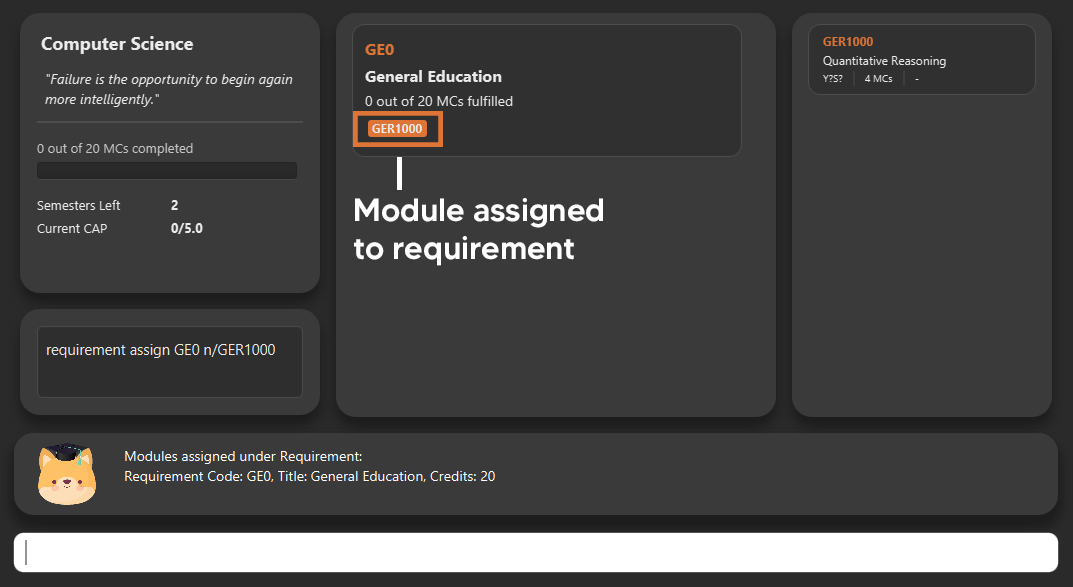 Computer Science
"Failure is the opportunity to begin again
more intelligently."
0 out of 20 MCs completed
Semesters Left 2
Current CAP 0/5.0
requirement assign GE0 n/GER1000
GE0
General Education
0 out of 20 MCs fulfilled
GER1000
Module assigned
to requirement
GER1000
Quantitative Reasoning
Y?S? 4 MCs -
Modules assigned under Requirement:
Requirement Code: GE0, Title: General Education, Credits: 20